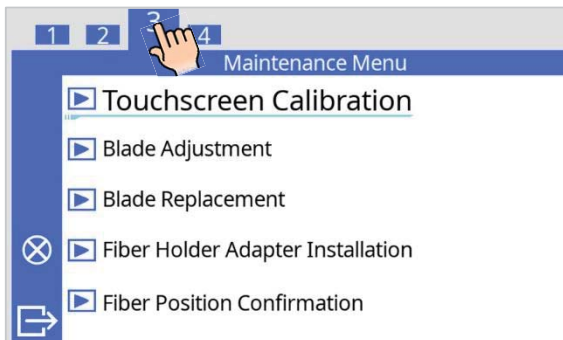 1 2 3 4
Maintenance Menu
Touchscreen Calibration
Blade Adjustment
Blade Replacement
Fiber Holder Adapter Installation
Fiber Position Confirmation